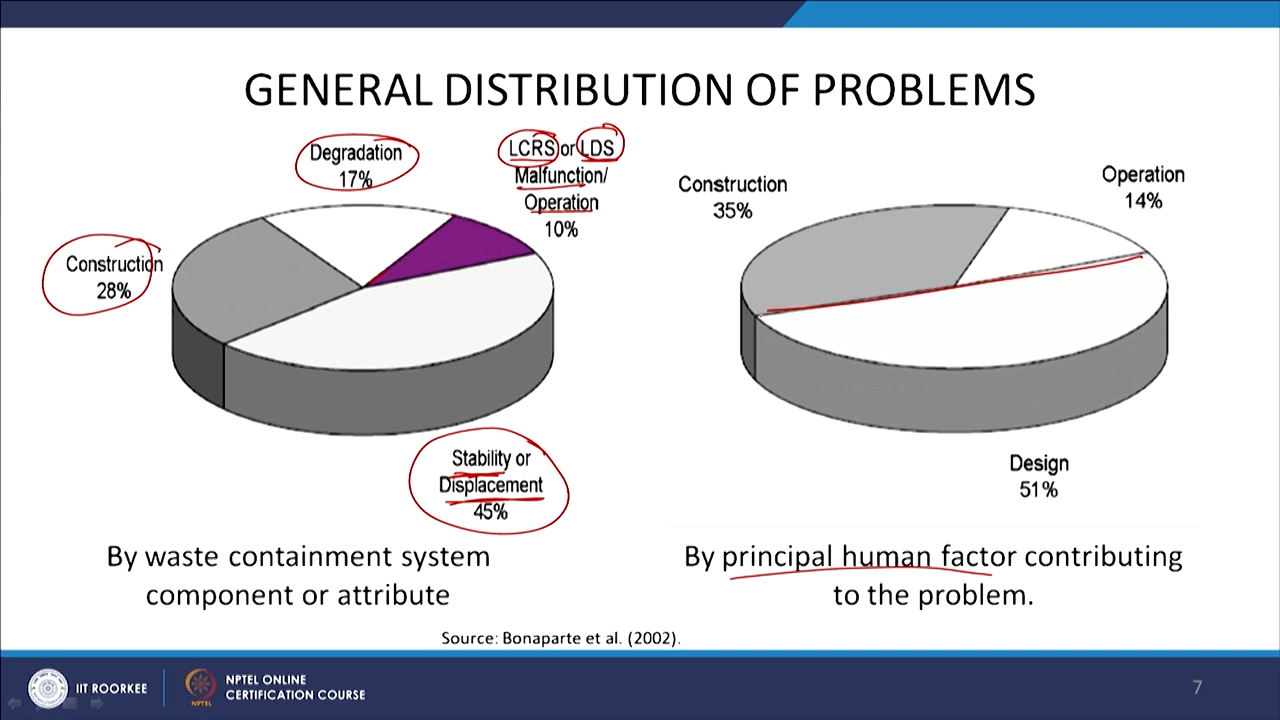 GENERAL DISTRIBUTION OF PROBLEMS
Degradation
17%
LCRS or LDS
Malfunction/
Operation
10%
Construction
28%
Stability or
Displacement
45%
By waste containment system
component or attribute
Construction
35%
Operation
14%
Design
51%
By principal human factor contributing
to the problem.
Source: Bonaparte et al. (2002).
IIT ROORKEE
NPTEL
NPTEL ONLINE
CERTIFICATION COURSE
7